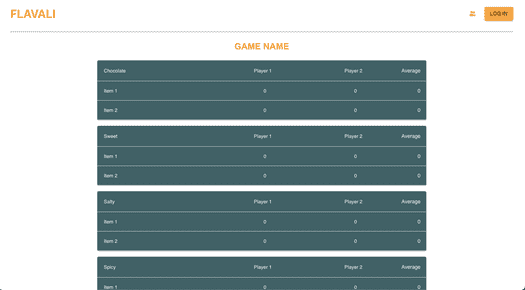 FLAVALI LOG IN
GAME NAME
Chocolate Player 1 Player 2 Average
Item 1 0 0 0
Item 2 0 0 0
Sweet Player 1 Player 2 Average
Item 1 0 0 0
Item 2 0 0 0
Salty Player 1 Player 2 Average
Item 1 0 0 0
Item 2 0 0 0
Spicy Player 1 Player 2 Average
Item 1 0 0 0